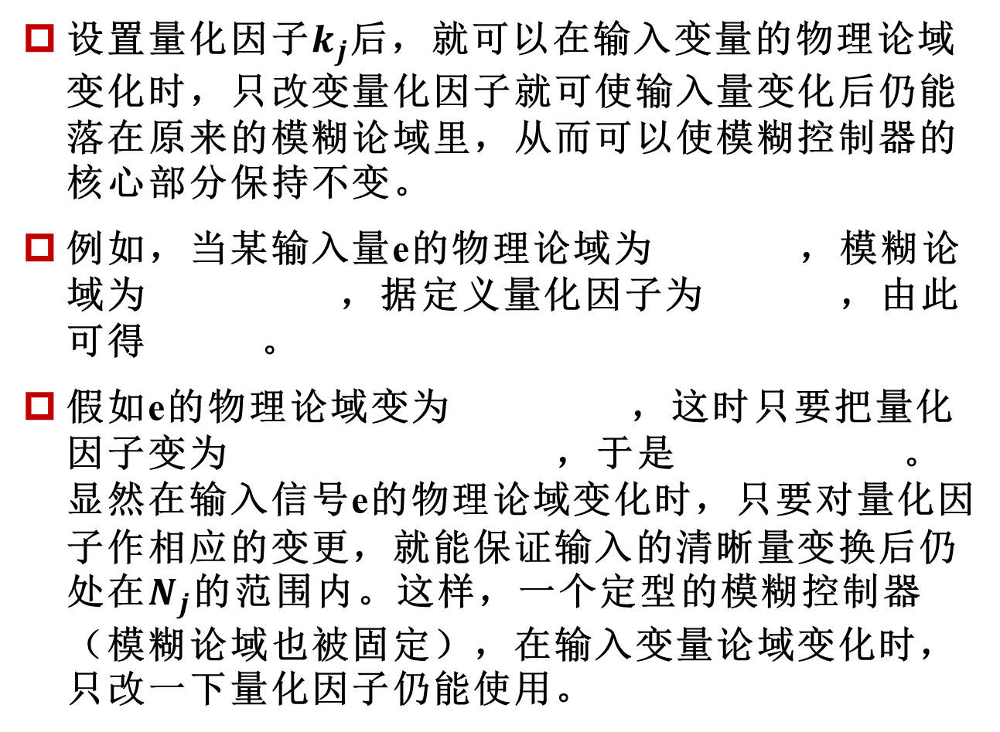 设置量化因子kj后，就可以在输入变量的物理论域
变化时，只改变量化因子就可使输入量变化后仍能
落在原来的模糊论域里，从而可以使模糊控制器的
核心部分保持不变。
例如，当某输入量e的物理论域为 ，模糊论
域为 ，据定义量化因子为 ，由此
可得 。
假如e的物理论域变为 ，这时只要把量化
因子变为 ，于是 。
显然在输入信号e的物理论域变化时，只要对量化因
子作相应的变更，就能保证输入的清晰量变换后仍
处在Nj的范围内。这样，一个定型的模糊控制器
（模糊论域也被固定），在输入变量论域变化时，
只改一下量化因子仍能使用。